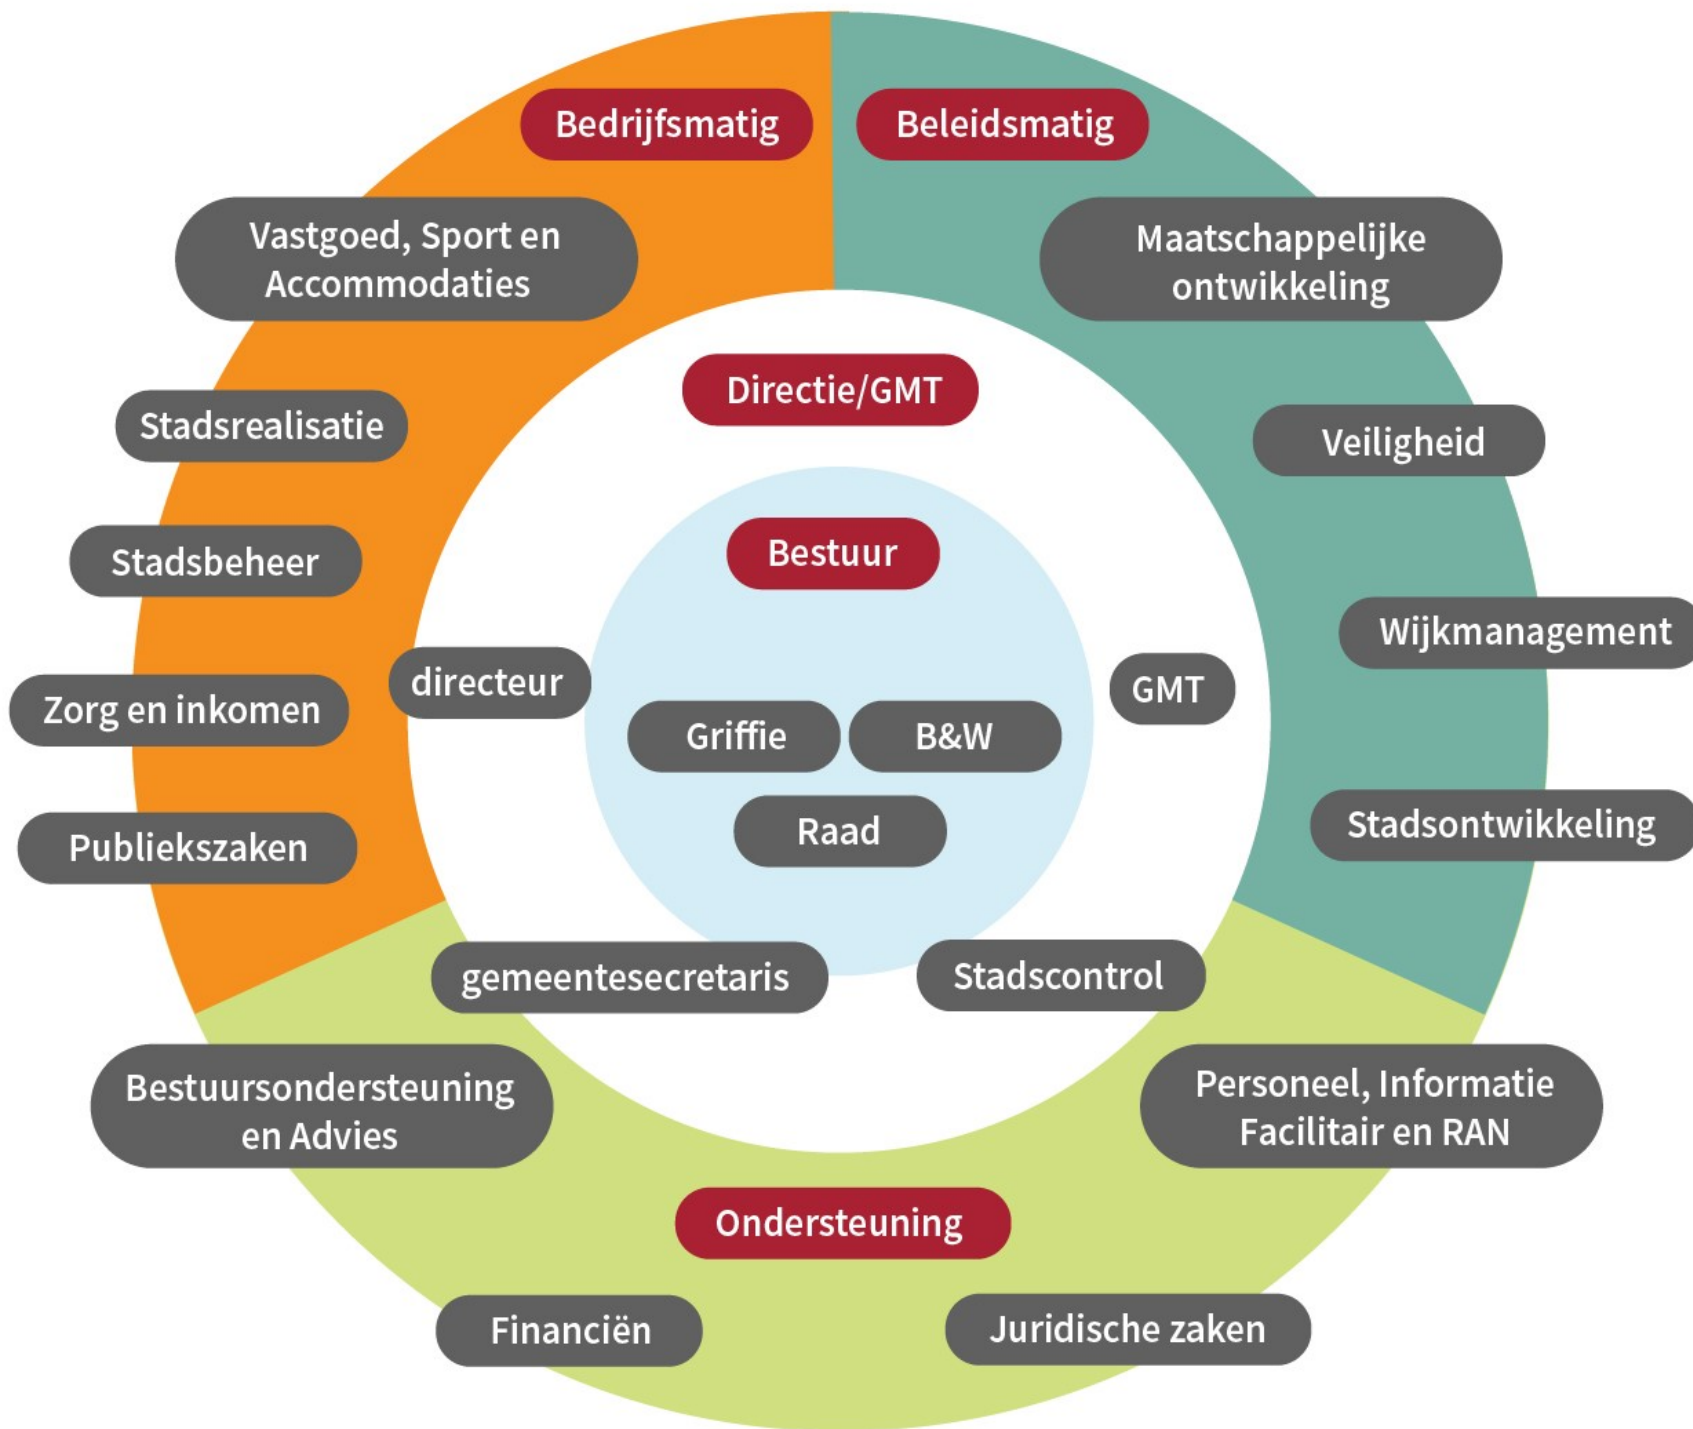 Bedrijfsmatig
Beleidsmatig
Vastgoed, Sport en
Accommodaties
Maatschappelijke
ontwikkeling
Directie/GMT
Stadsrealisatie
Veiligheid
Bestuur
Stadsbeheer
Wijkmanagement
directeur
GMT
Zorg en inkomen
Griffie
B&W
Raad
Stadsontwikkeling
Publiekszaken
gemeentesecretaris
Stadscontrol
Bestuursondersteuning
en Advies
Personeel, Informatie
Facilitair en RAN
Ondersteuning
Financiën
Juridische zaken